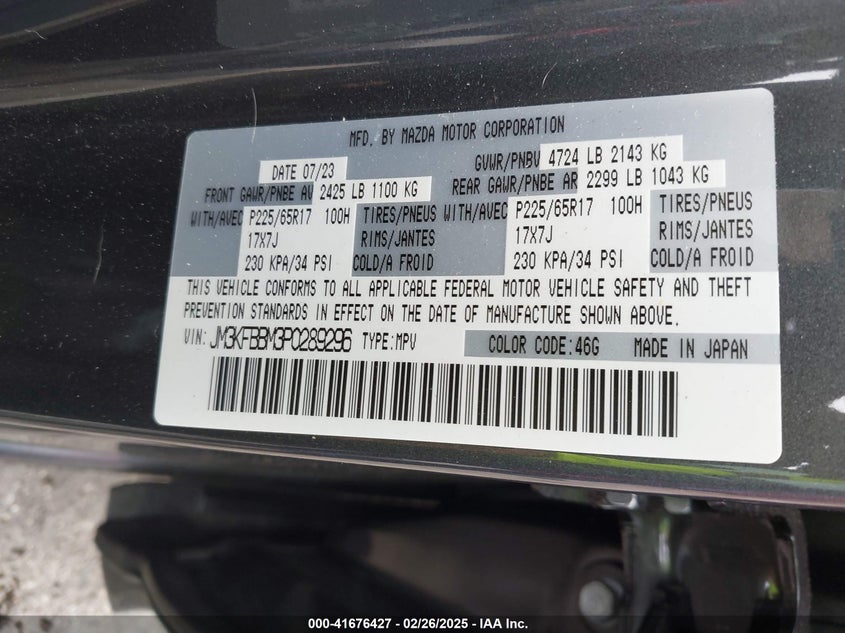 MFD. BY MAZDA MOTOR CORPORATION
DATE 07/23 GVWR/PNBV 4724 LB 2143 KG
FRONT GAWR/PNBE AV 2425 LB 1100 KG REAR GAWR/PNBE AR 2299 LB 1043 KG
WITH/AVEC P225/65R17 100H TIRES/PNEUS WITH/AVEC P225/65R17 100H TIRES/PNEUS
17X7J RIMS/JANTES 17X7J RIMS/JANTES
230 KPA/34 PSI COLD/A FROID 230 KPA/34 PSI COLD/A FROID
THIS VEHICLE CONFORMS TO ALL APPLICABLE FEDERAL MOTOR VEHICLE SAFETY AND THEFT
PREVENTION STANDARDS IN EFFECT ON THE DATE OF MANUFACTURE SHOWN ABOVE.
VIN: JM3KFBBM3P0289296 TYPE:MPV COLOR CODE:46G MADE IN JAPAN
000-41676427 - 02/26/2025 - IAA Inc.